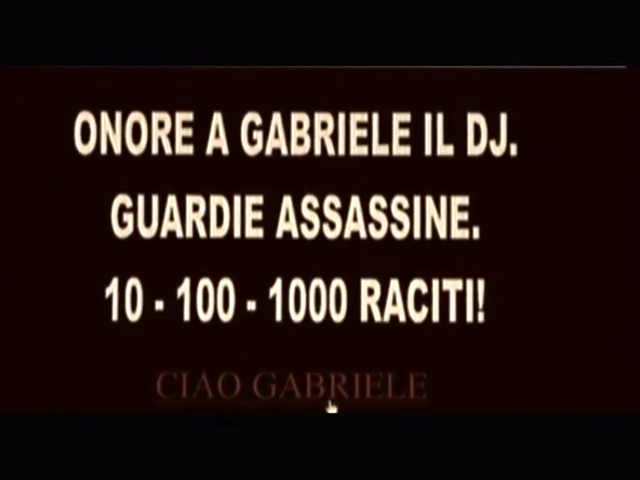 ONORE A GABRIELE IL DJ.
GUARDIE ASSASSINE.
10 - 100 - 1000 RACITI!
CIAO GABRIELE